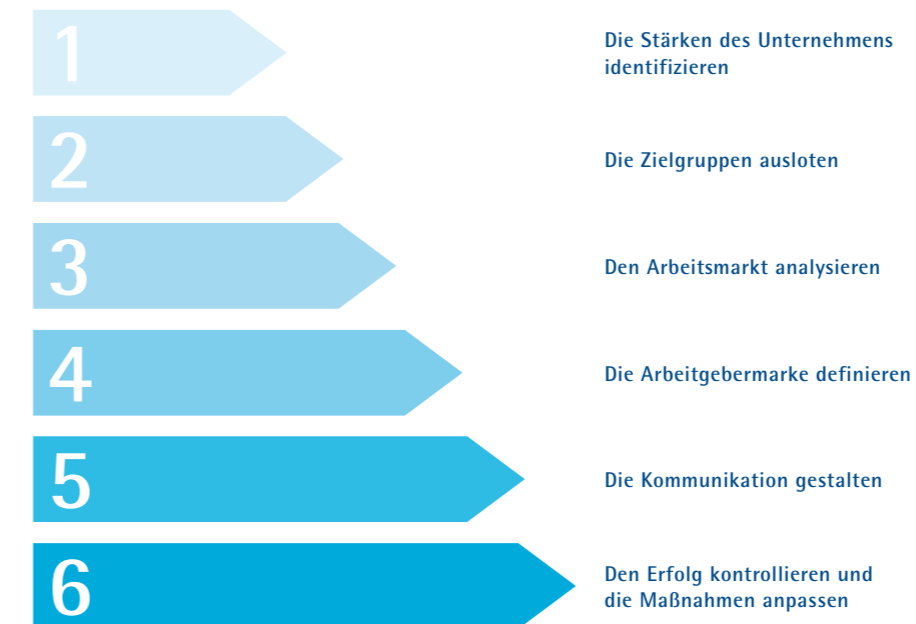 1
Die Stärken des Unternehmens
identifizieren
2
Die Zielgruppen ausloten
3
Den Arbeitsmarkt analysieren
4
Die Arbeitgebermarke definieren
5
Die Kommunikation gestalten
6
Den Erfolg kontrollieren und
die Maßnahmen anpassen